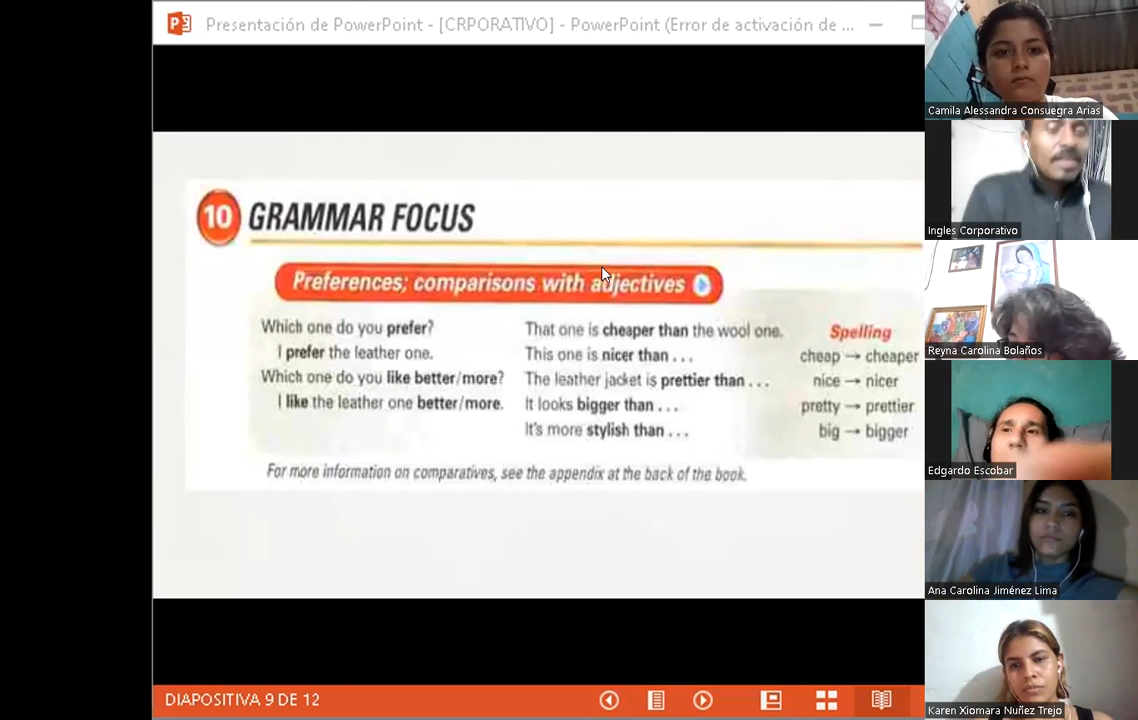 Presentación de PowerPoint - [CRPORATIVO] - PowerPoint (Error de activación de ...
10 GRAMMAR FOCUS
Preferences; comparisons with adjectives
Which one do you prefer?
I prefer the leather one.
Which one do you like better/more?
I like the leather one better/more.
That one is cheaper than the wool one.
This one is nicer than . . .
The leather jacket is prettier than . . .
It looks bigger than . . .
It's more stylish than . . .
Spelling
cheap → cheaper
nice → nicer
pretty → prettier
big → bigger
For more information on comparatives, see the appendix at the back of the book.
DIAPOSITIVA 9 DE 12
Camila Alessandra Consuegra Arias
Ingles Corporativo
Reyna Carolina Bolaños
Edgardo Escobar
Ana Carolina Jiménez Lima
Karen Xiomara Nuñez Trejo